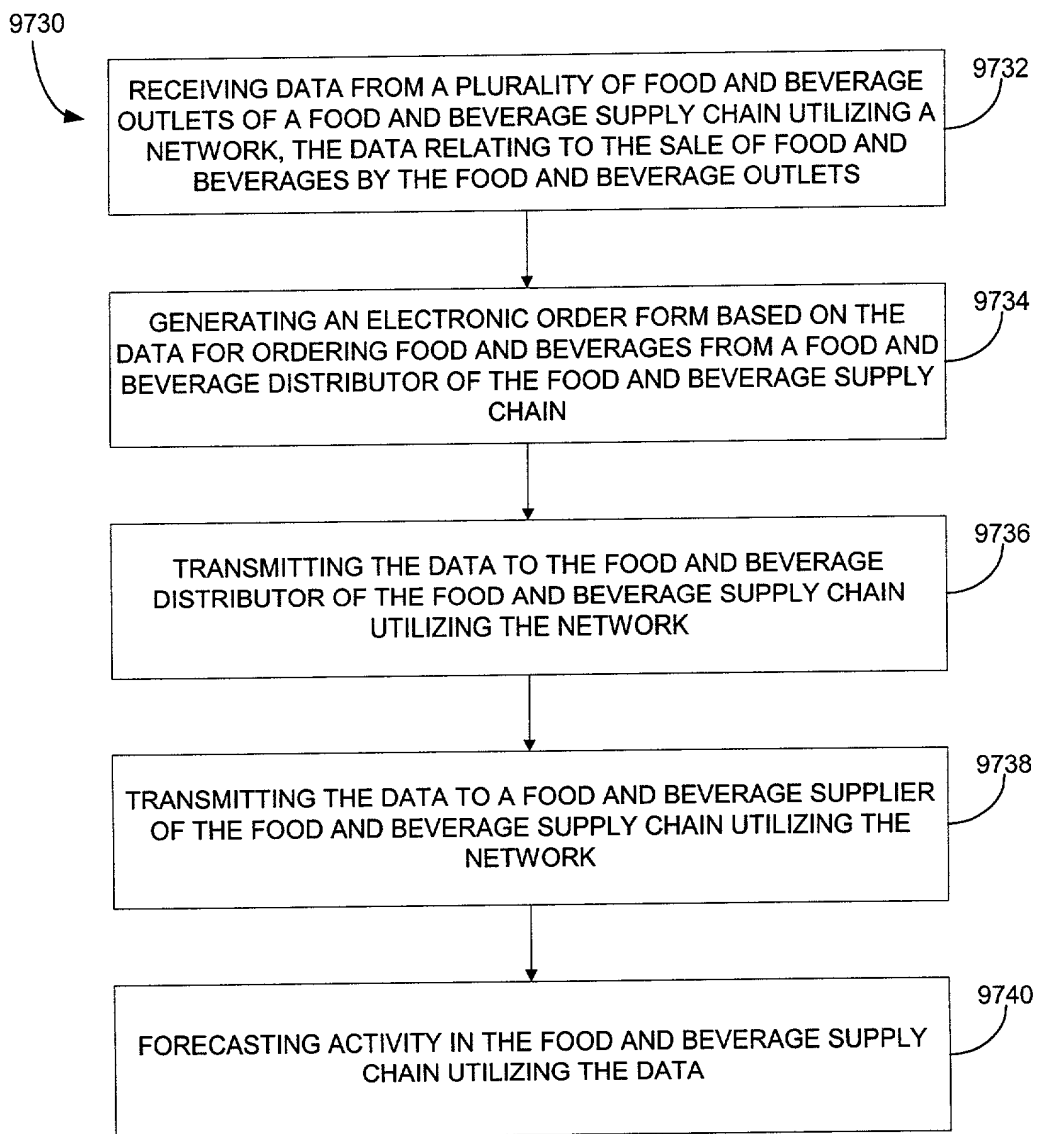 9730
RECEIVING DATA FROM A PLURALITY OF FOOD AND BEVERAGE
OUTLETS OF A FOOD AND BEVERAGE SUPPLY CHAIN UTILIZING A
NETWORK, THE DATA RELATING TO THE SALE OF FOOD AND
BEVERAGES BY THE FOOD AND BEVERAGE OUTLETS
9732
GENERATING AN ELECTRONIC ORDER FORM BASED ON THE
DATA FOR ORDERING FOOD AND BEVERAGES FROM A FOOD AND
BEVERAGE DISTRIBUTOR OF THE FOOD AND BEVERAGE SUPPLY
CHAIN
9734
TRANSMITTING THE DATA TO THE FOOD AND BEVERAGE
DISTRIBUTOR OF THE FOOD AND BEVERAGE SUPPLY CHAIN
UTILIZING THE NETWORK
9736
TRANSMITTING THE DATA TO A FOOD AND BEVERAGE SUPPLIER
OF THE FOOD AND BEVERAGE SUPPLY CHAIN UTILIZING THE
NETWORK
9738
FORECASTING ACTIVITY IN THE FOOD AND BEVERAGE SUPPLY
CHAIN UTILIZING THE DATA
9740